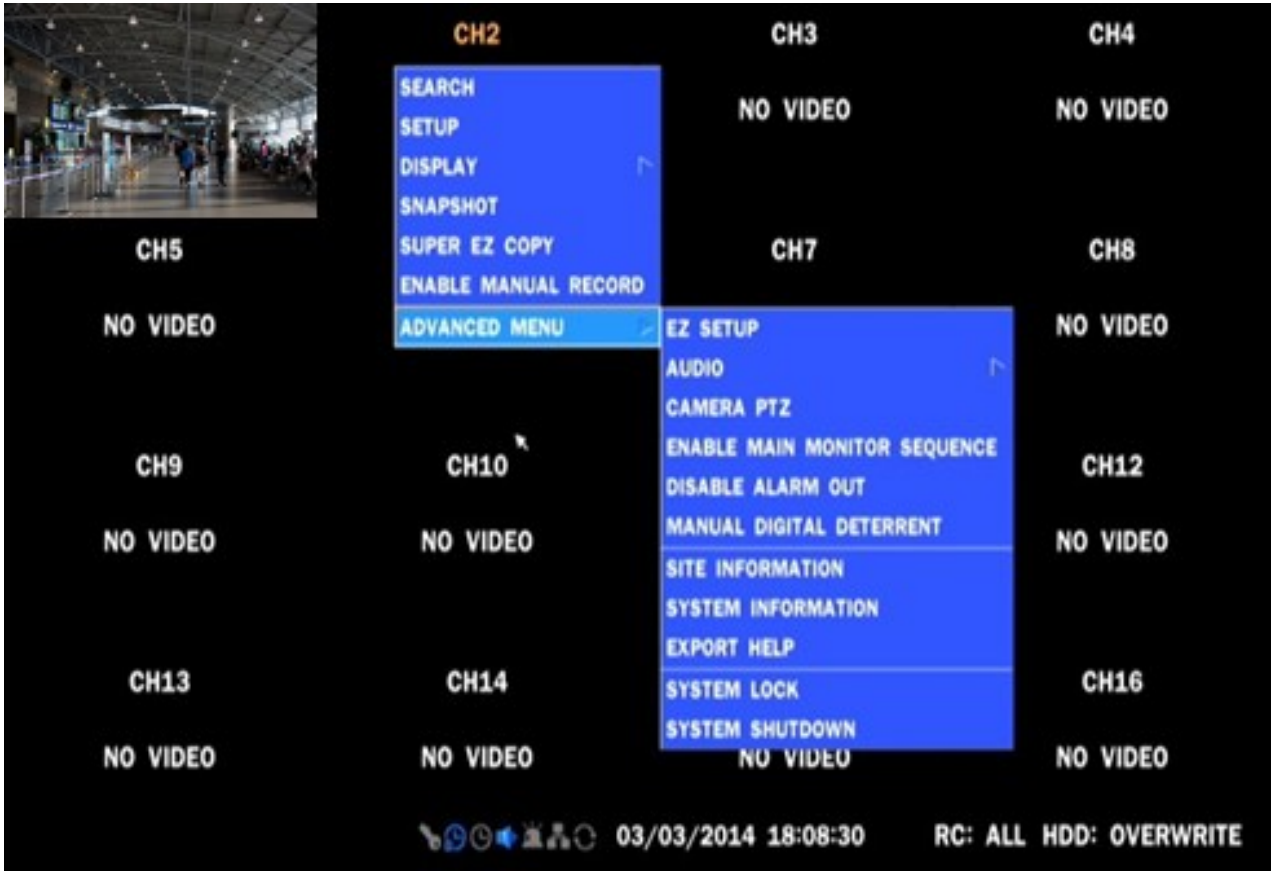 CH2
CH3
CH4
NO VIDEO
NO VIDEO
SEARCH
SETUP
DISPLAY
SNAPSHOT
SUPER EZ COPY
ENABLE MANUAL RECORD
ADVANCED MENU
EZ SETUP
AUDIO
CAMERA PTZ
ENABLE MAIN MONITOR SEQUENCE
DISABLE ALARM OUT
MANUAL DIGITAL DETERRENT
SITE INFORMATION
SYSTEM INFORMATION
EXPORT HELP
SYSTEM LOCK
SYSTEM SHUTDOWN
CH5
CH7
CH8
NO VIDEO
NO VIDEO
CH9
CH10
CH12
NO VIDEO
NO VIDEO
NO VIDEO
CH13
CH14
CH16
NO VIDEO
NO VIDEO
NO VIDEO
NO VIDEO
03/03/2014 18:08:30
RC: ALL HDD: OVERWRITE